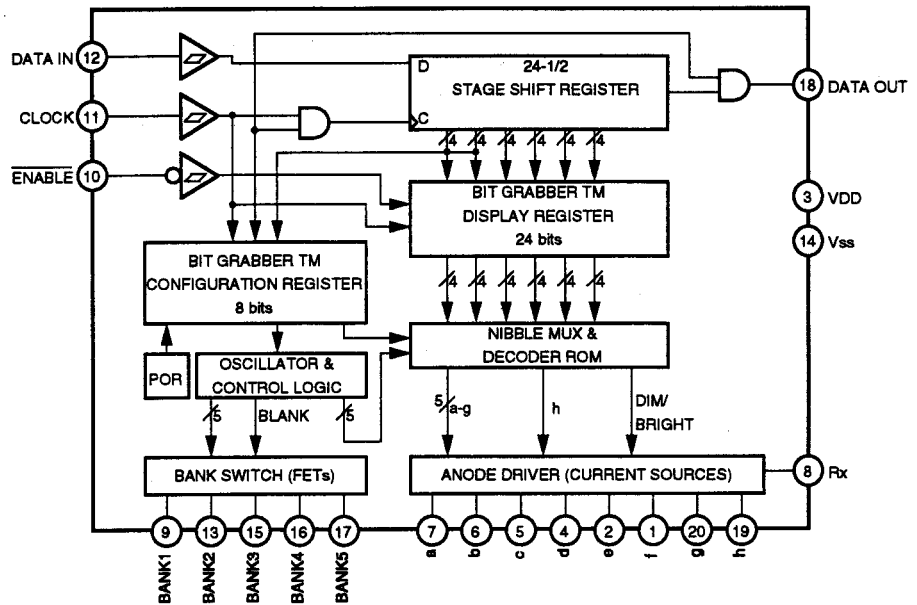 DATA IN
12
D
24-1/2
STAGE SHIFT REGISTER
18
DATA OUT
CLOCK
11
C
4 4 4 4 4 4
ENABLE
10
BIT GRABBER TM
DISPLAY REGISTER
24 bits
3
VDD
14
Vss
BIT GRABBER TM
CONFIGURATION REGISTER
8 bits
4 4 4 4 4 4
NIBBLE MUX &
DECODER ROM
POR
OSCILLATOR &
CONTROL LOGIC
5
BLANK
5
5
a-g
h
DIM/
BRIGHT
BANK SWITCH (FETs)
ANODE DRIVER (CURRENT SOURCES)
8
Rx
9 13 15 16 17
7 6 5 4 2 1 20 19
BANK1
BANK2
BANK3
BANK4
BANK5
a
b
c
d
e
f
g
h